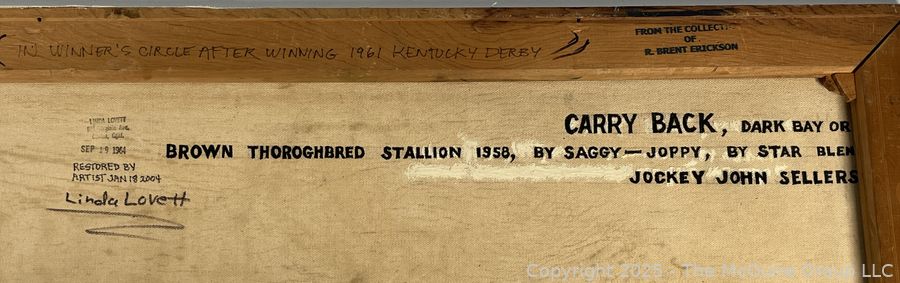 IN WINNER'S CIRCLE AFTER WINNING 1961 KENTUCKY DERBY
FROM THE COLLECT
OF
R. BRENT ERICKSON
CARRY BACK, DARK BAY OR
BROWN THOROGHBRED STALLION 1958, BY SAGGY—JOPPY, BY STAR BLEN
JOCKEY JOHN SELLERS
LINDA LOVETT
SEP 19 1961
RESTORED BY
ARTIST JAN 18 2004
Linda Lovett
Copyright 2025 - The McGuire Group LLC